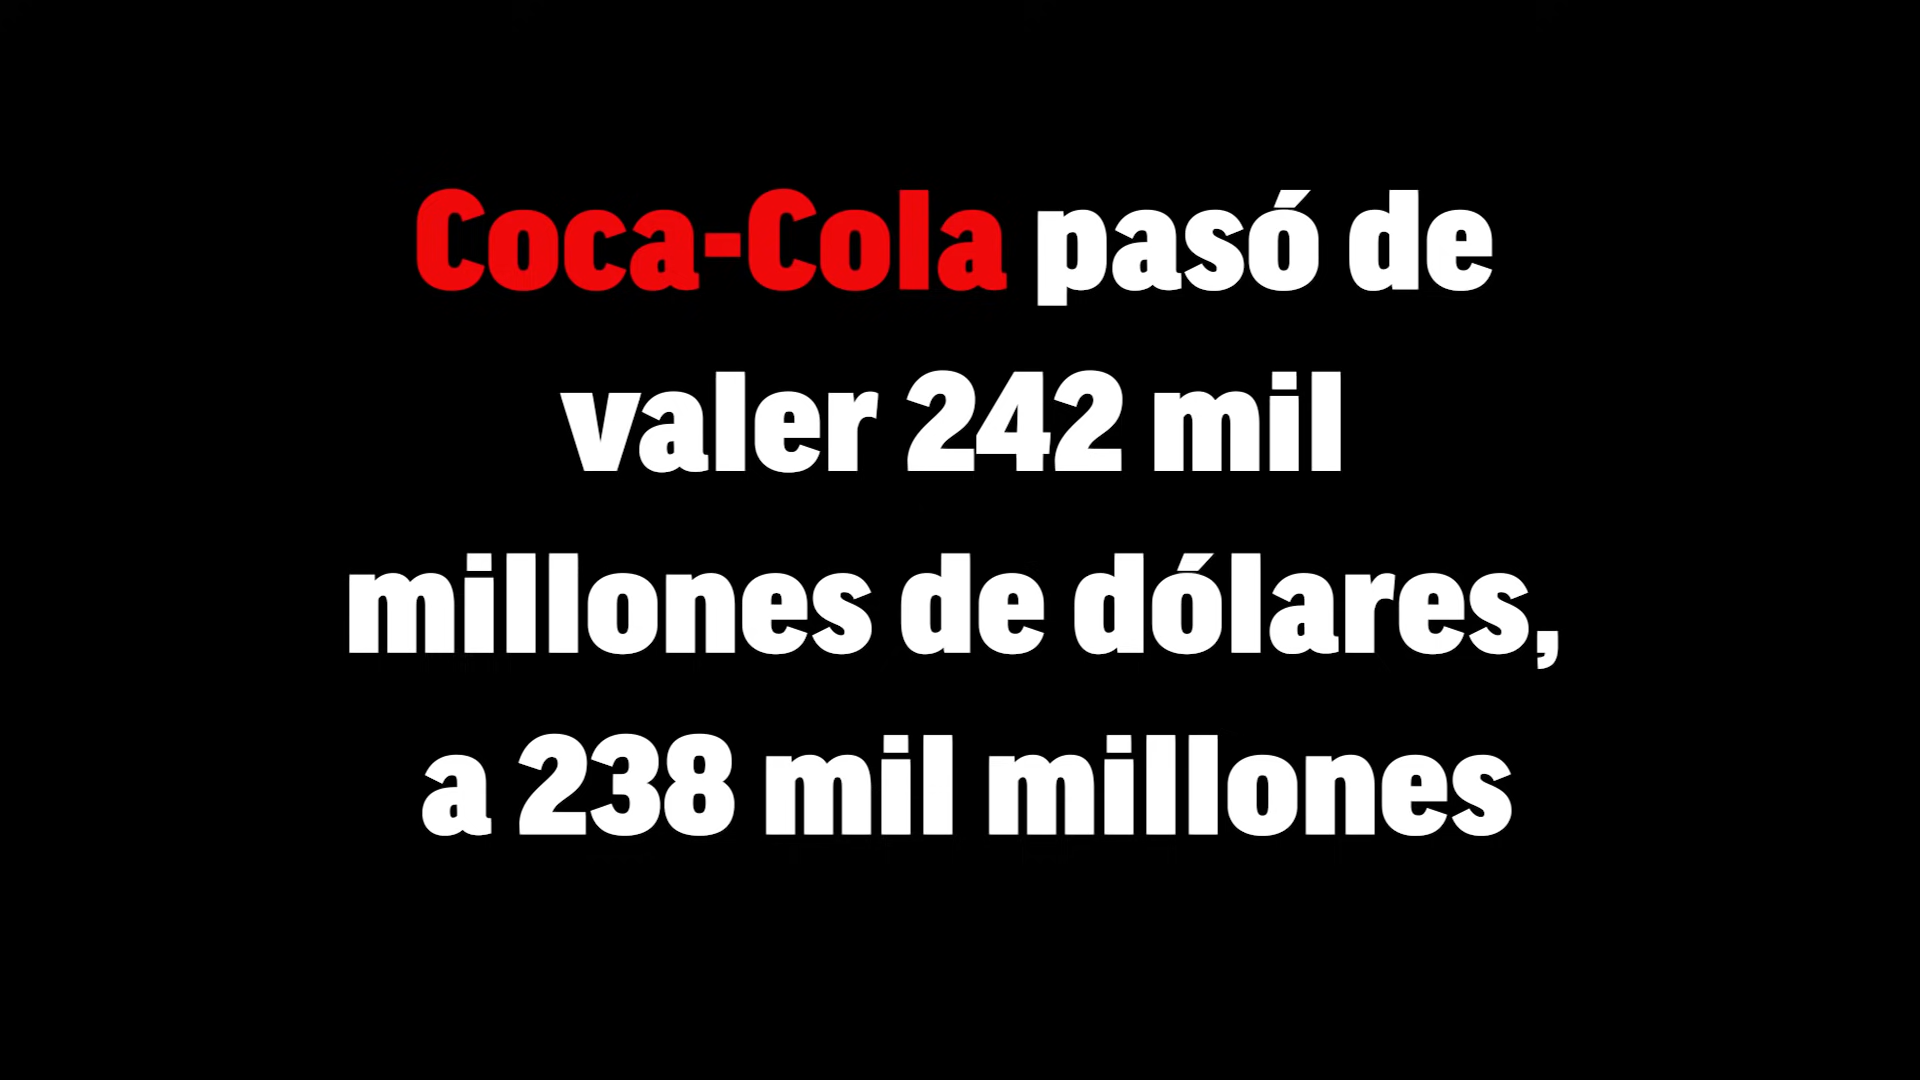 Coca-Cola pasó de
valer 242 mil
millones de dólares,
a 238 mil millones